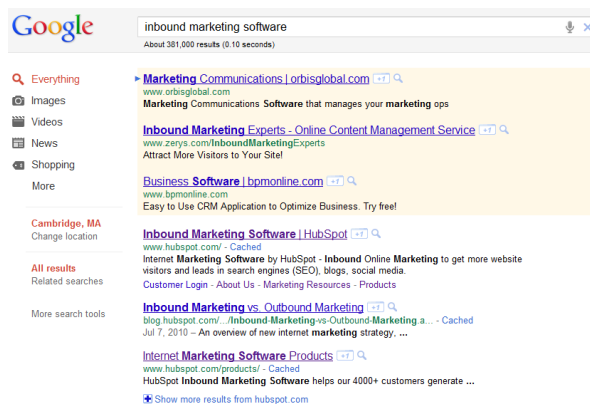 Google
inbound marketing software
About 381,000 results (0.10 seconds)
Everything
Images
Videos
News
Shopping
More
Cambridge, MA
Change location
All results
Related searches
More search tools
Marketing Communications | orbisglobal.com +1
www.orbisglobal.com
Marketing Communications Software that manages your marketing ops
Inbound Marketing Experts - Online Content Management Service +1
www.zerys.com/InboundMarketingExperts
Attract More Visitors to Your Site!
Business Software | bpmonline.com +1
www.bpmonline.com
Easy to Use CRM Application to Optimize Business. Try free!
Inbound Marketing Software | HubSpot +1
www.hubspot.com/ - Cached
Internet Marketing Software by HubSpot - Inbound Online Marketing to get more website
visitors and leads in search engines (SEO), blogs, social media.
Customer Login - About Us - Marketing Resources - Products
Inbound Marketing vs. Outbound Marketing +1
blog.hubspot.com/.../Inbound-Marketing-vs-Outbound-Marketing.a... - Cached
Jul 7, 2010 – An overview of new internet marketing strategy, ...
Internet Marketing Software Products +1
www.hubspot.com/products/ - Cached
HubSpot Inbound Marketing Software helps our 4000+ customers generate ...
Show more results from hubspot.com